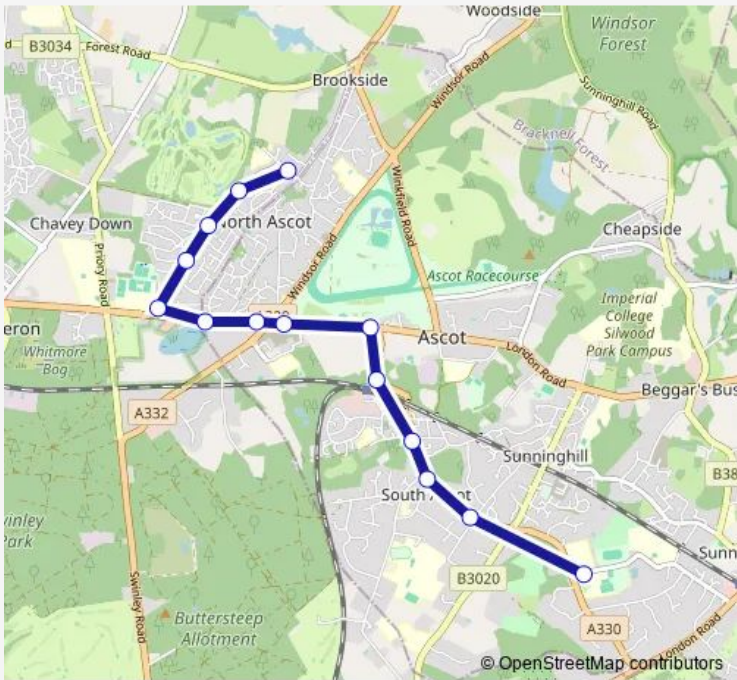 Woodside
Windsor
Forest
B3034
Forest Road
Brookside
Windsor Road
Sunninghill Road
Bracknell
Forest
Winkfield Road
Chavey Down
North Ascot
Cheapside
Priory Road
Windsor Road
Ascot Racecourse
Imperial
College
Silwood
Park Campus
eron
Ascot
London Road
Whitmore
Bog
Beggar's Bus
A332
Sunninghill
B38
South Ascot
Park
Sunn
B3020
Swinley Road
Buttersteep
Allotment
A330
London Road
© OpenStreetMap contributors